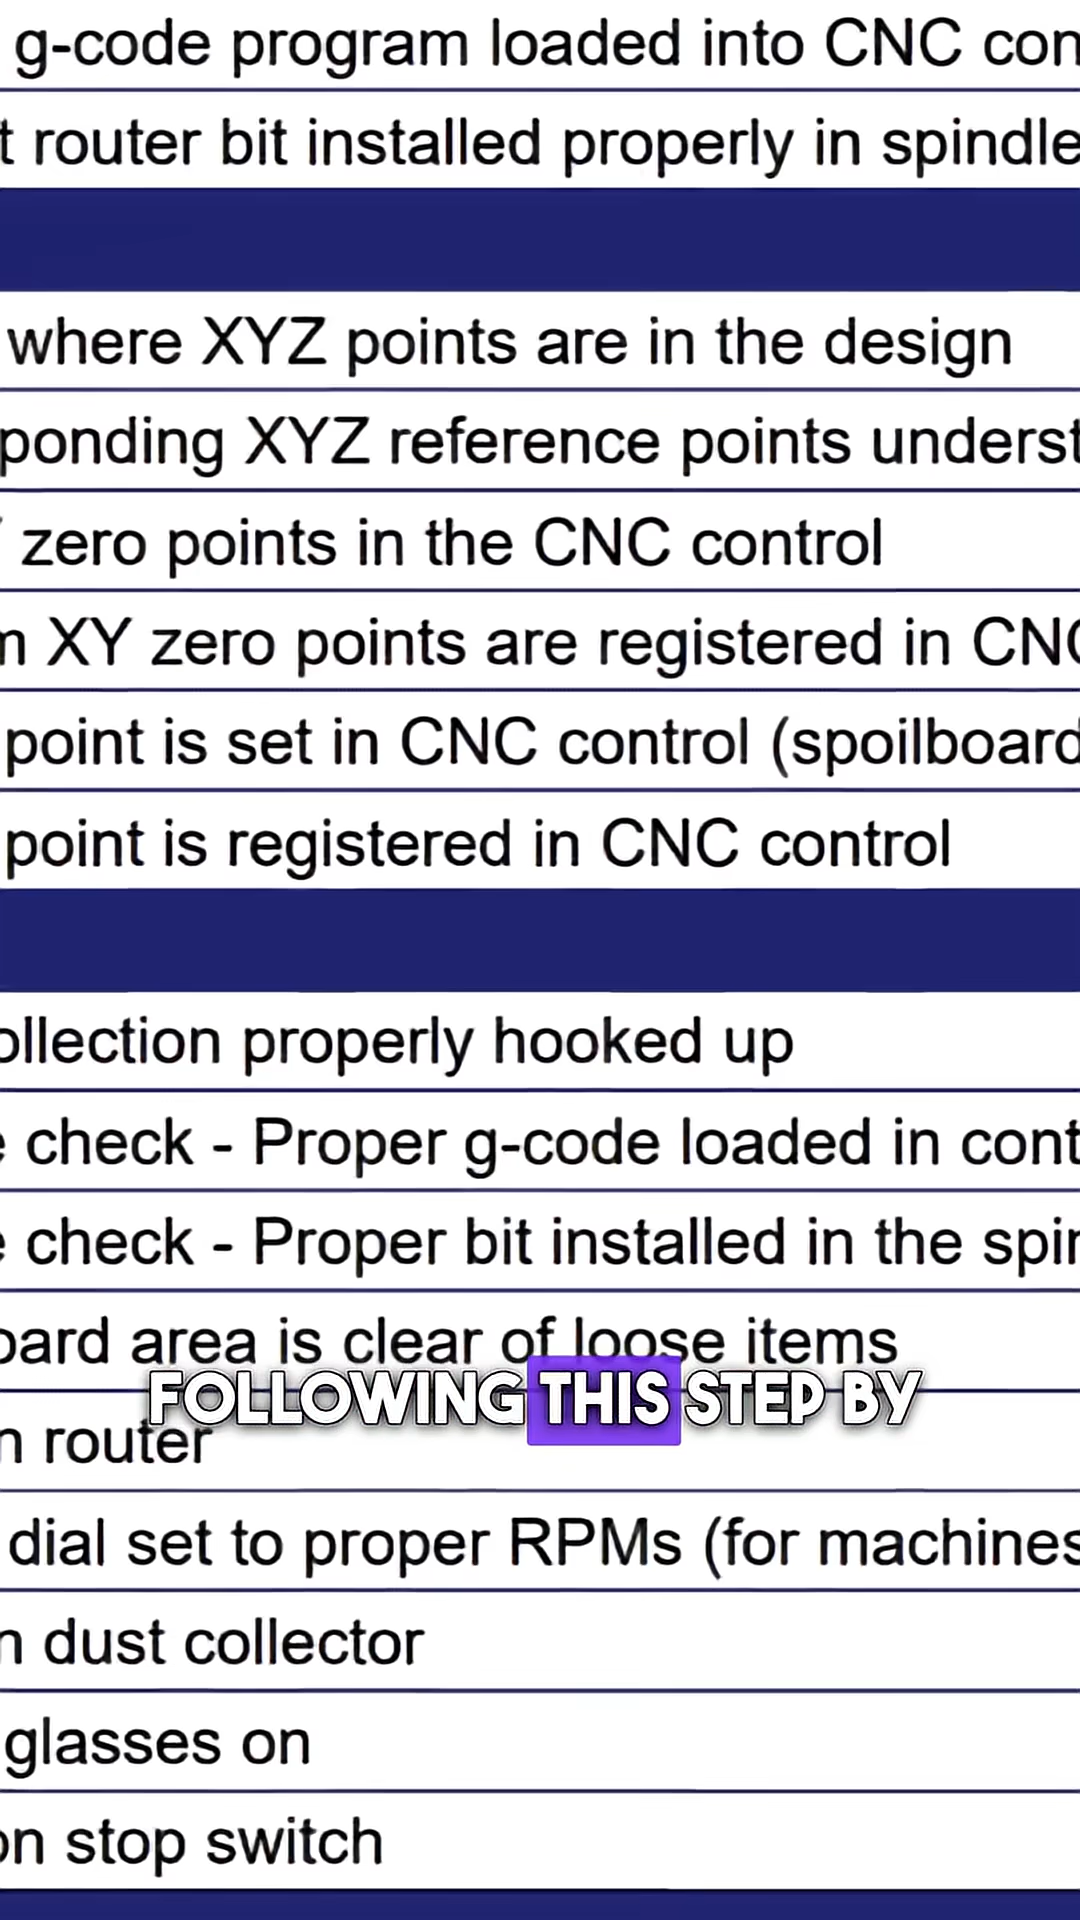 g-code program loaded into CNC con
t router bit installed properly in spindle
where XYZ points are in the design
ponding XYZ reference points underst
zero points in the CNC control
m XY zero points are registered in CNC
point is set in CNC control (spoilboard
point is registered in CNC control
ollection properly hooked up
e check - Proper g-code loaded in cont
e check - Proper bit installed in the spin
oard area is clear of loose items
FOLLOWING THIS STEP BY
n router
dial set to proper RPMs (for machines
n dust collector
glasses on
on stop switch